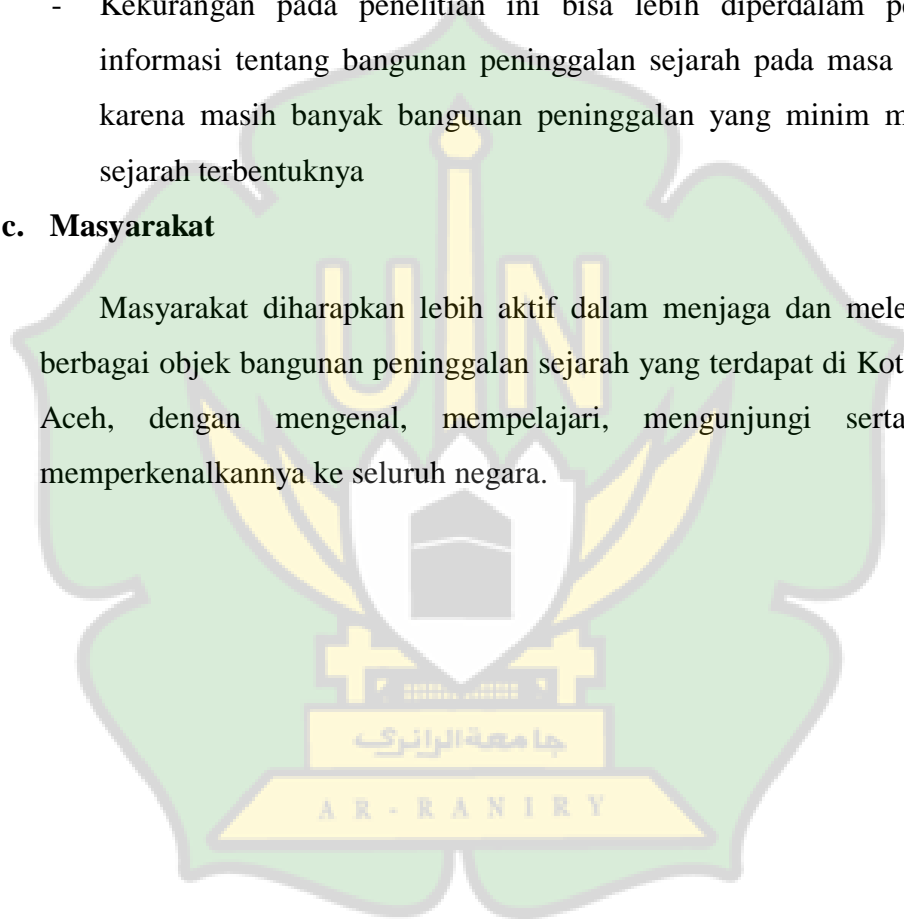 - Kekurangan pada penelitian ini bisa lebih diperdalam
informasi tentang bangunan peninggalan sejarah pada masa
karena masih banyak bangunan peninggalan yang minim
sejarah terbentuknya
c. Masyarakat
Masyarakat diharapkan lebih aktif dalam menjaga dan
berbagai objek bangunan peninggalan sejarah yang terdapat di
Aceh, dengan mengenal, mempelajari, mengunjungi serta
memperkenalkannya ke seluruh negara.
UIN
جامعة الرانري
AR-RANIRY